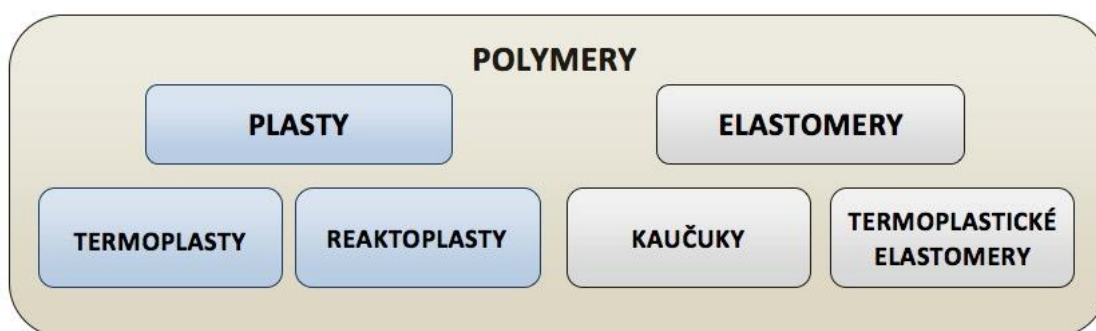 POLYMERY
PLASTY
ELASTOMERY
TERMOPLASTY
REAKTOPLASTY
KAUČUKY
TERMOPLASTICKÉ
ELASTOMERY